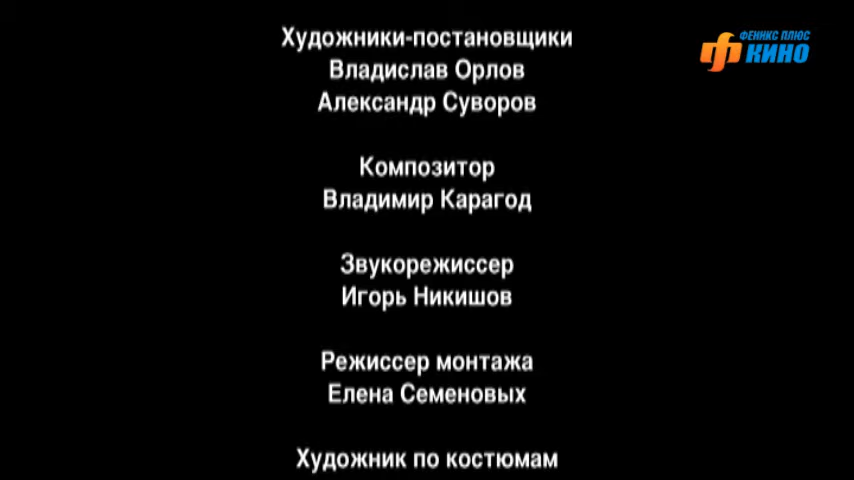 Художники-постановщики
Владислав Орлов
Александр Суворов
Композитор
Владимир Карагод
Звукорежиссер
Игорь Никишов
Режиссер монтажа
Елена Семеновых
Художник по костюмам
ФЕНИКС ПЛЮС
КИНО